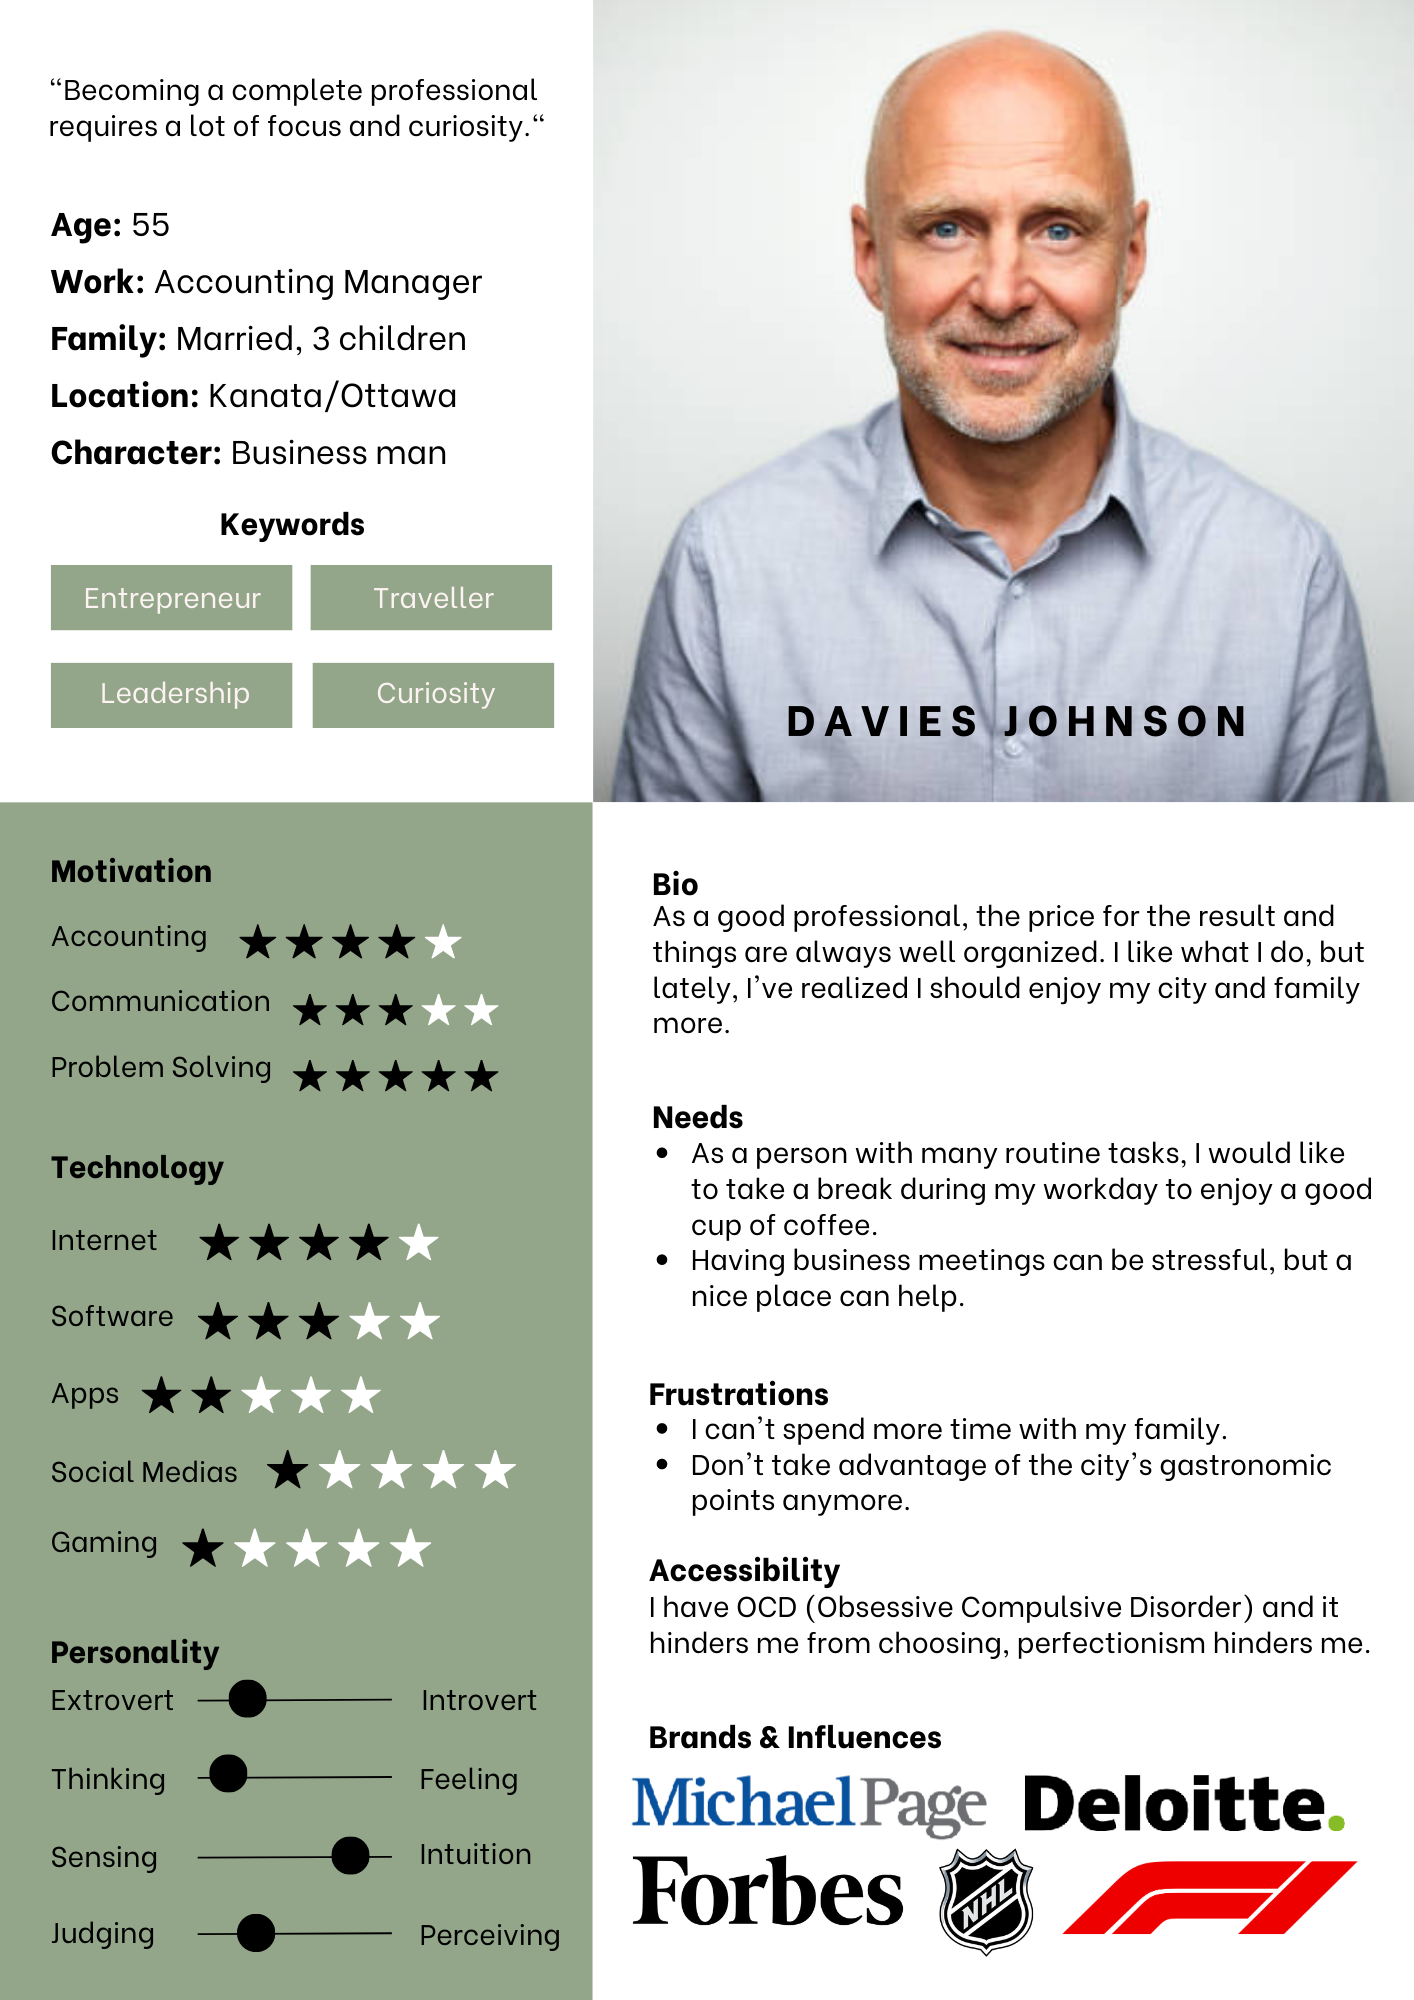 “Becoming a complete professional
requires a lot of focus and curiosity.“
Age: 55
Work: Accounting Manager
Family: Married, 3 children
Location: Kanata/Ottawa
Character: Business man
Keywords
Entrepreneur
Traveller
Leadership
Curiosity
DAVIES JOHNSON
Motivation
Accounting
Communication
Problem Solving
Technology
Internet
Software
Apps
Social Medias
Gaming
Personality
Extrovert Introvert
Thinking Feeling
Sensing Intuition
Judging Perceiving
Bio
As a good professional, the price for the result and
things are always well organized. I like what I do, but
lately, I’ve realized I should enjoy my city and family
more.
Needs
• As a person with many routine tasks, I would like
to take a break during my workday to enjoy a good
cup of coffee.
• Having business meetings can be stressful, but a
nice place can help.
Frustrations
• I can’t spend more time with my family.
• Don’t take advantage of the city’s gastronomic
points anymore.
Accessibility
I have OCD (Obsessive Compulsive Disorder) and it
hinders me from choosing, perfectionism hinders me.
Brands & Influences
MichaelPage
Deloitte.
Forbes
NHL
F1